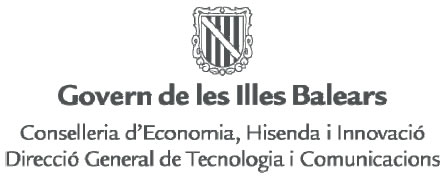 Govern de les Illes Balears
Conselleria d'Economia, Hisenda i Innovació
Direcció General de Tecnologia i Comunicacions